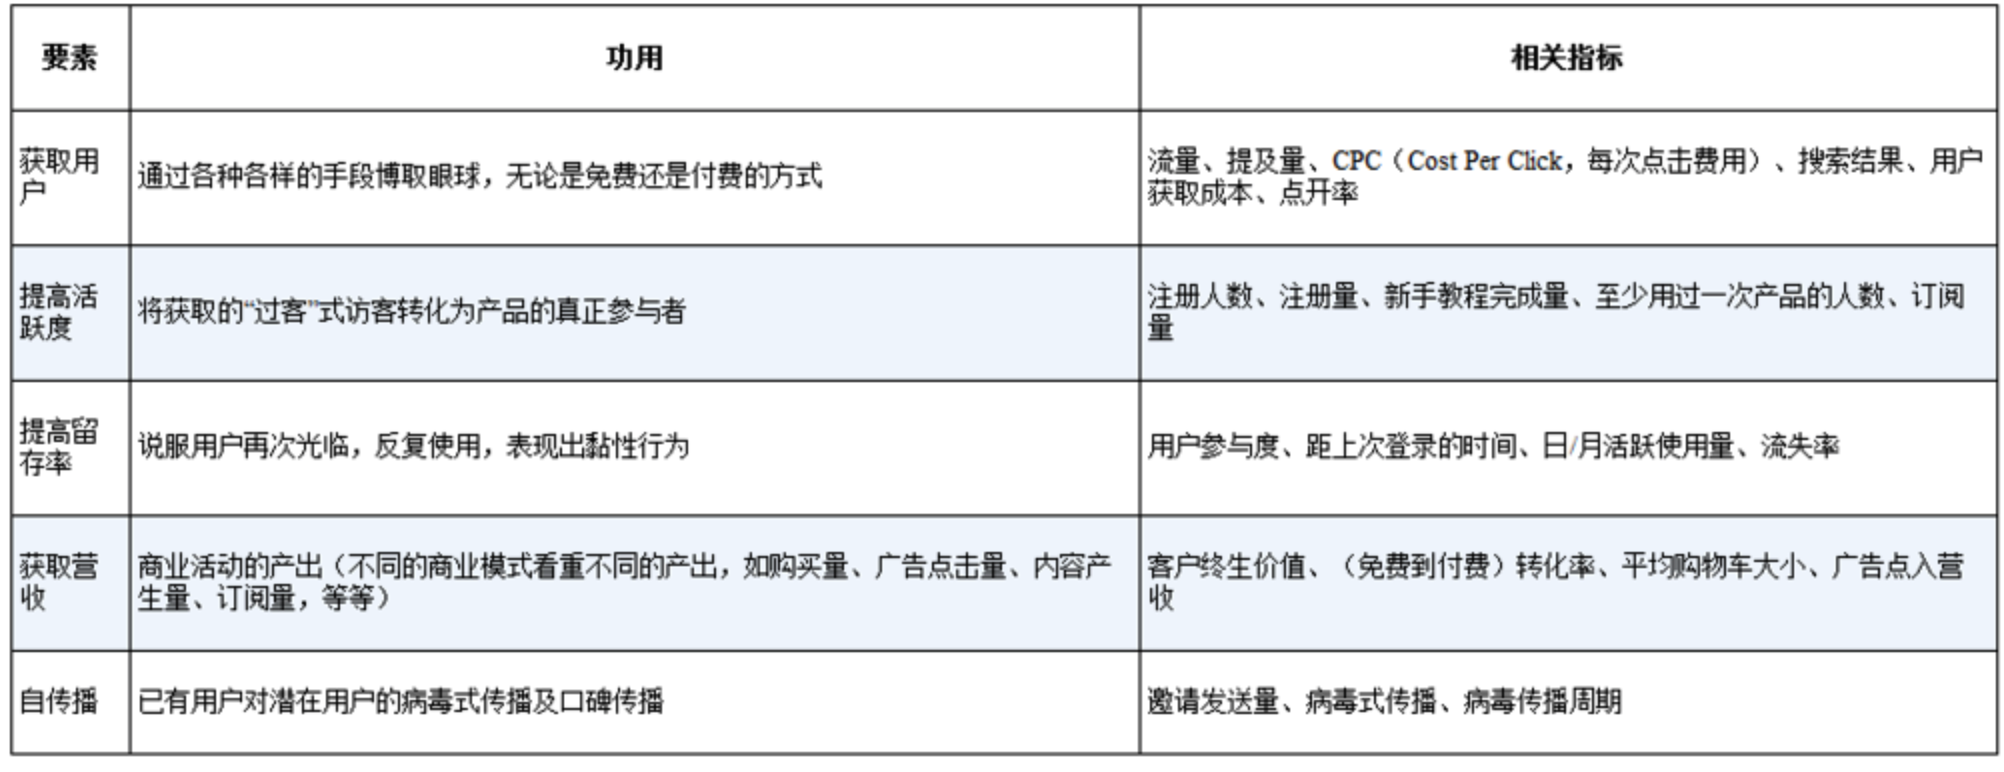 要素
功用
相关指标
获取用
户
通过各种各样的手段博取眼球，无论是免费还是付费的方式
流量、提及量、CPC（Cost Per Click，每次点击费用）、搜索结果、用户
获取成本、点开率
提高活
跃度
将获取的“过客”式访客转化为产品的真正参与者
注册人数、注册量、新手教程完成量、至少用过一次产品的人数、订阅
量
提高留
存率
说服用户再次光临，反复使用，表现出黏性行为
用户参与度、距上次登录的时间、日/月活跃使用量、流失率
获取营
收
商业活动的产出（不同的商业模式看重不同的产出，如购买量、广告点击量、内容产
生量、订阅量，等等）
客户终生价值、（免费到付费）转化率、平均购物车大小、广告点入营
收
自传播
已有用户对潜在用户的病毒式传播及口碑传播
邀请发送量、病毒式传播、病毒传播周期